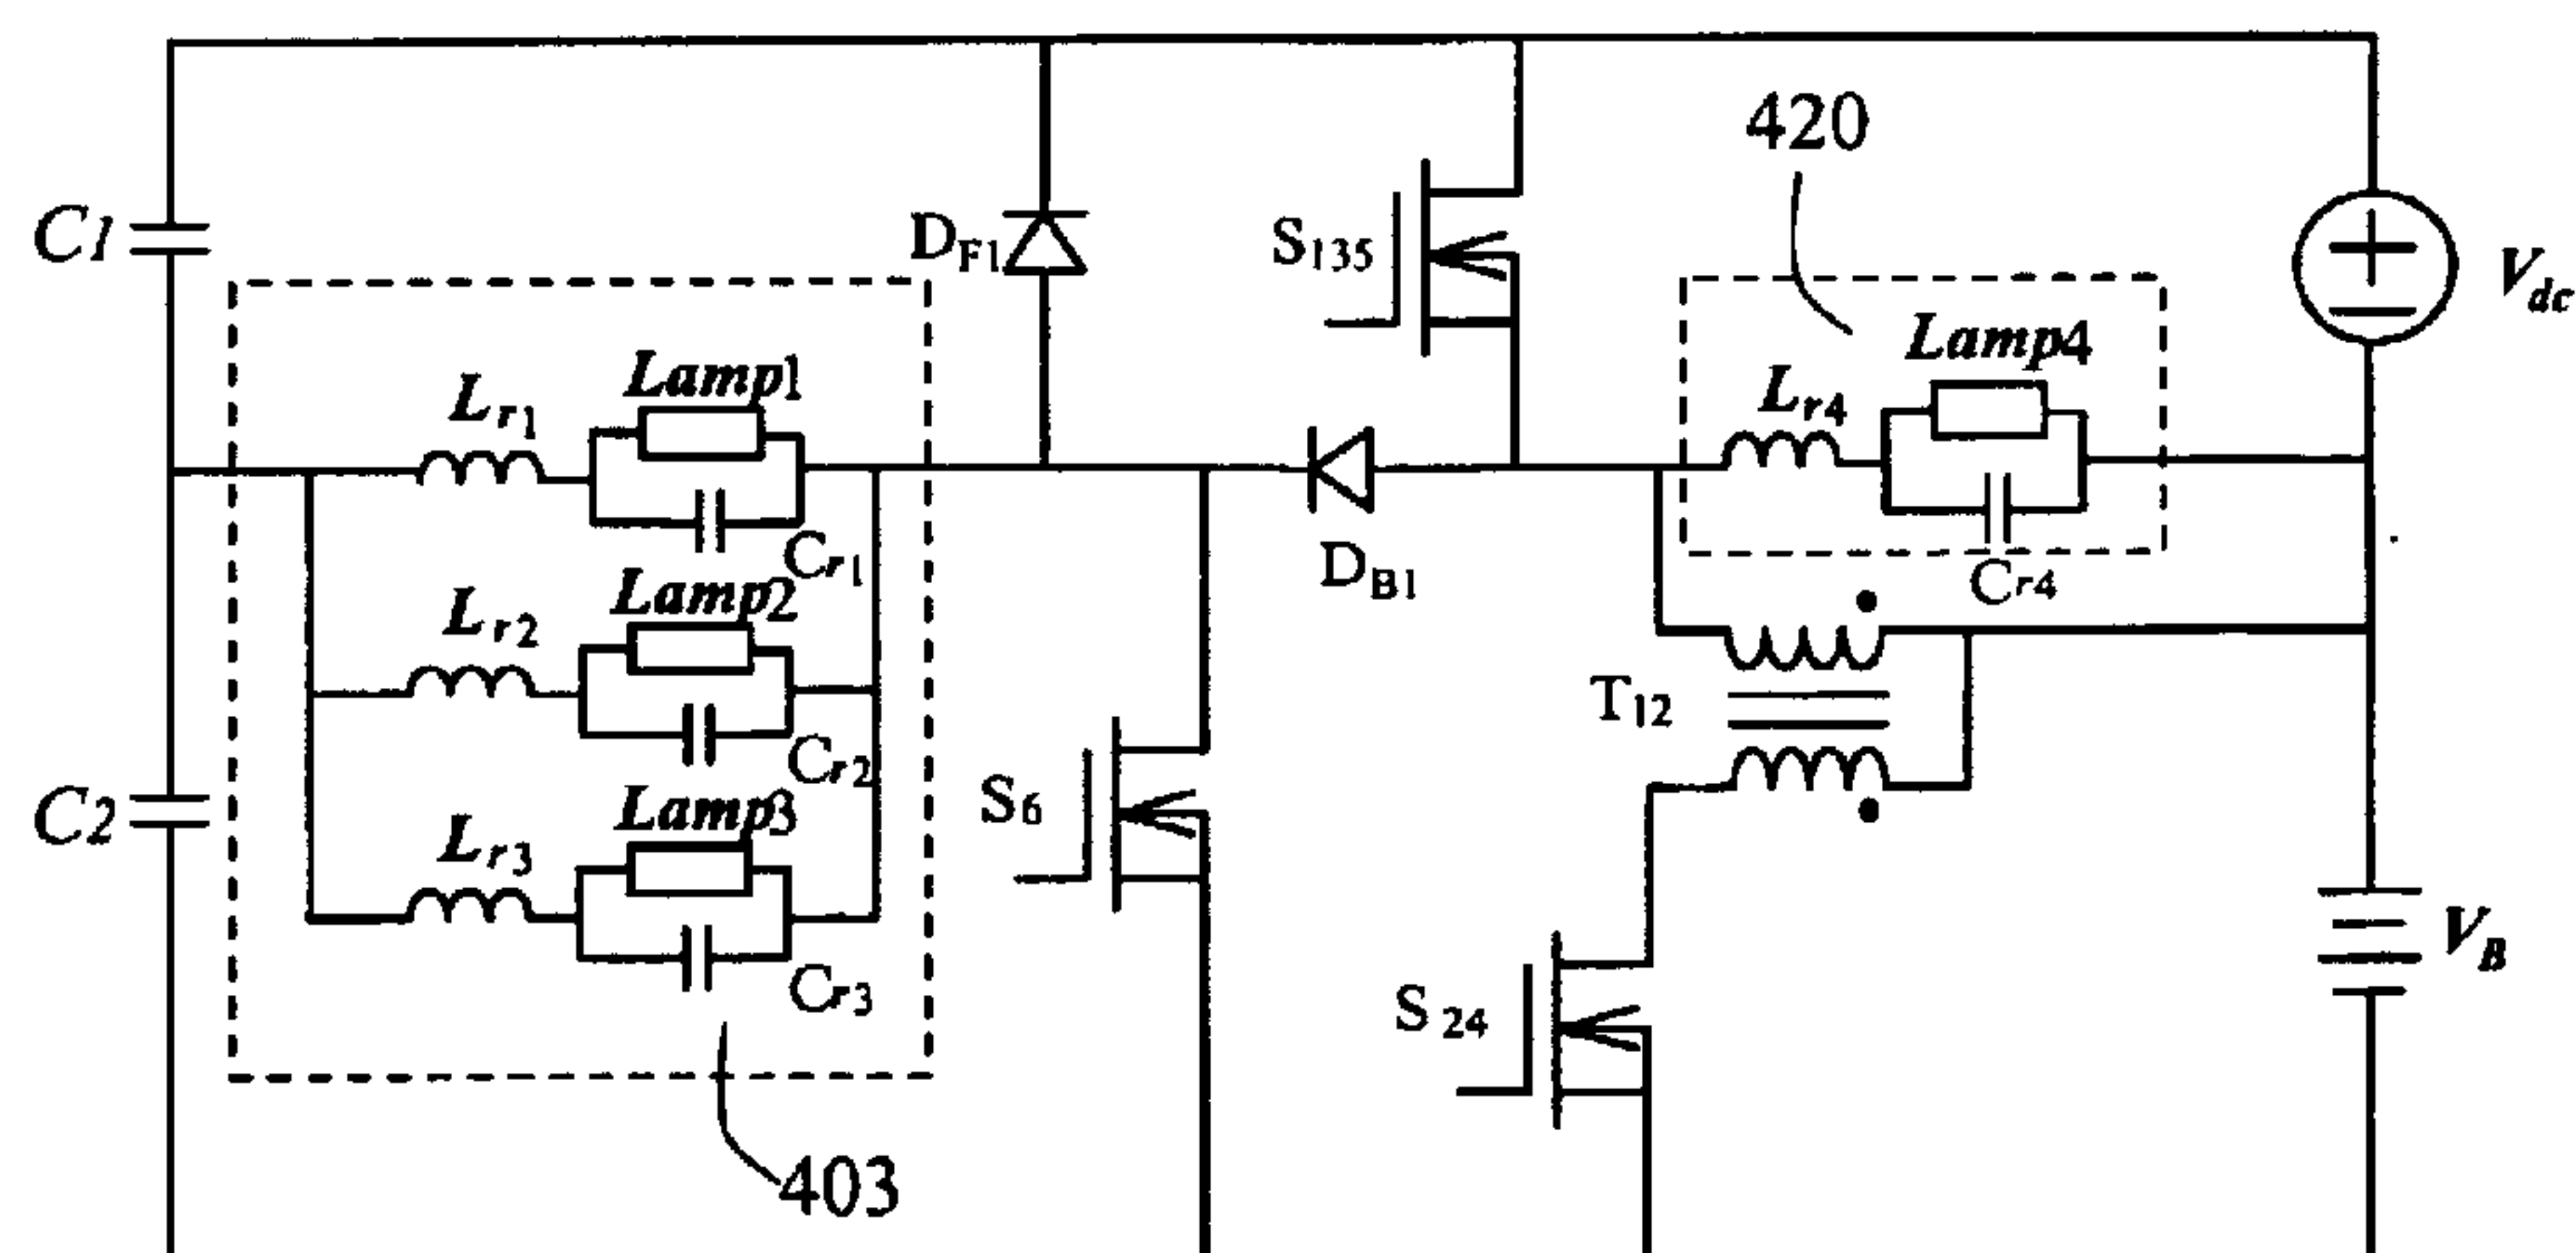 420
C1
DF1
S135
Vdc
Lamp1
Lr1
Lamp4
Lr4
Cr1
DB1
Cr4
Lamp2
Lr2
T12
Cr2
S6
C2
Lamp3
Lr3
VB
Cr3
S24
403